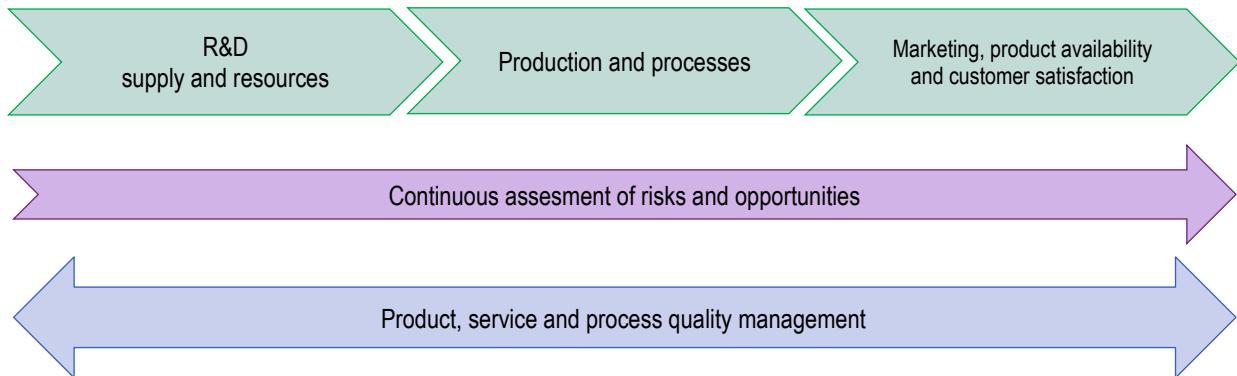 R&D
supply and resources
Production and processes
Marketing, product availability
and customer satisfaction
Continuous assesment of risks and opportunities
Product, service and process quality management